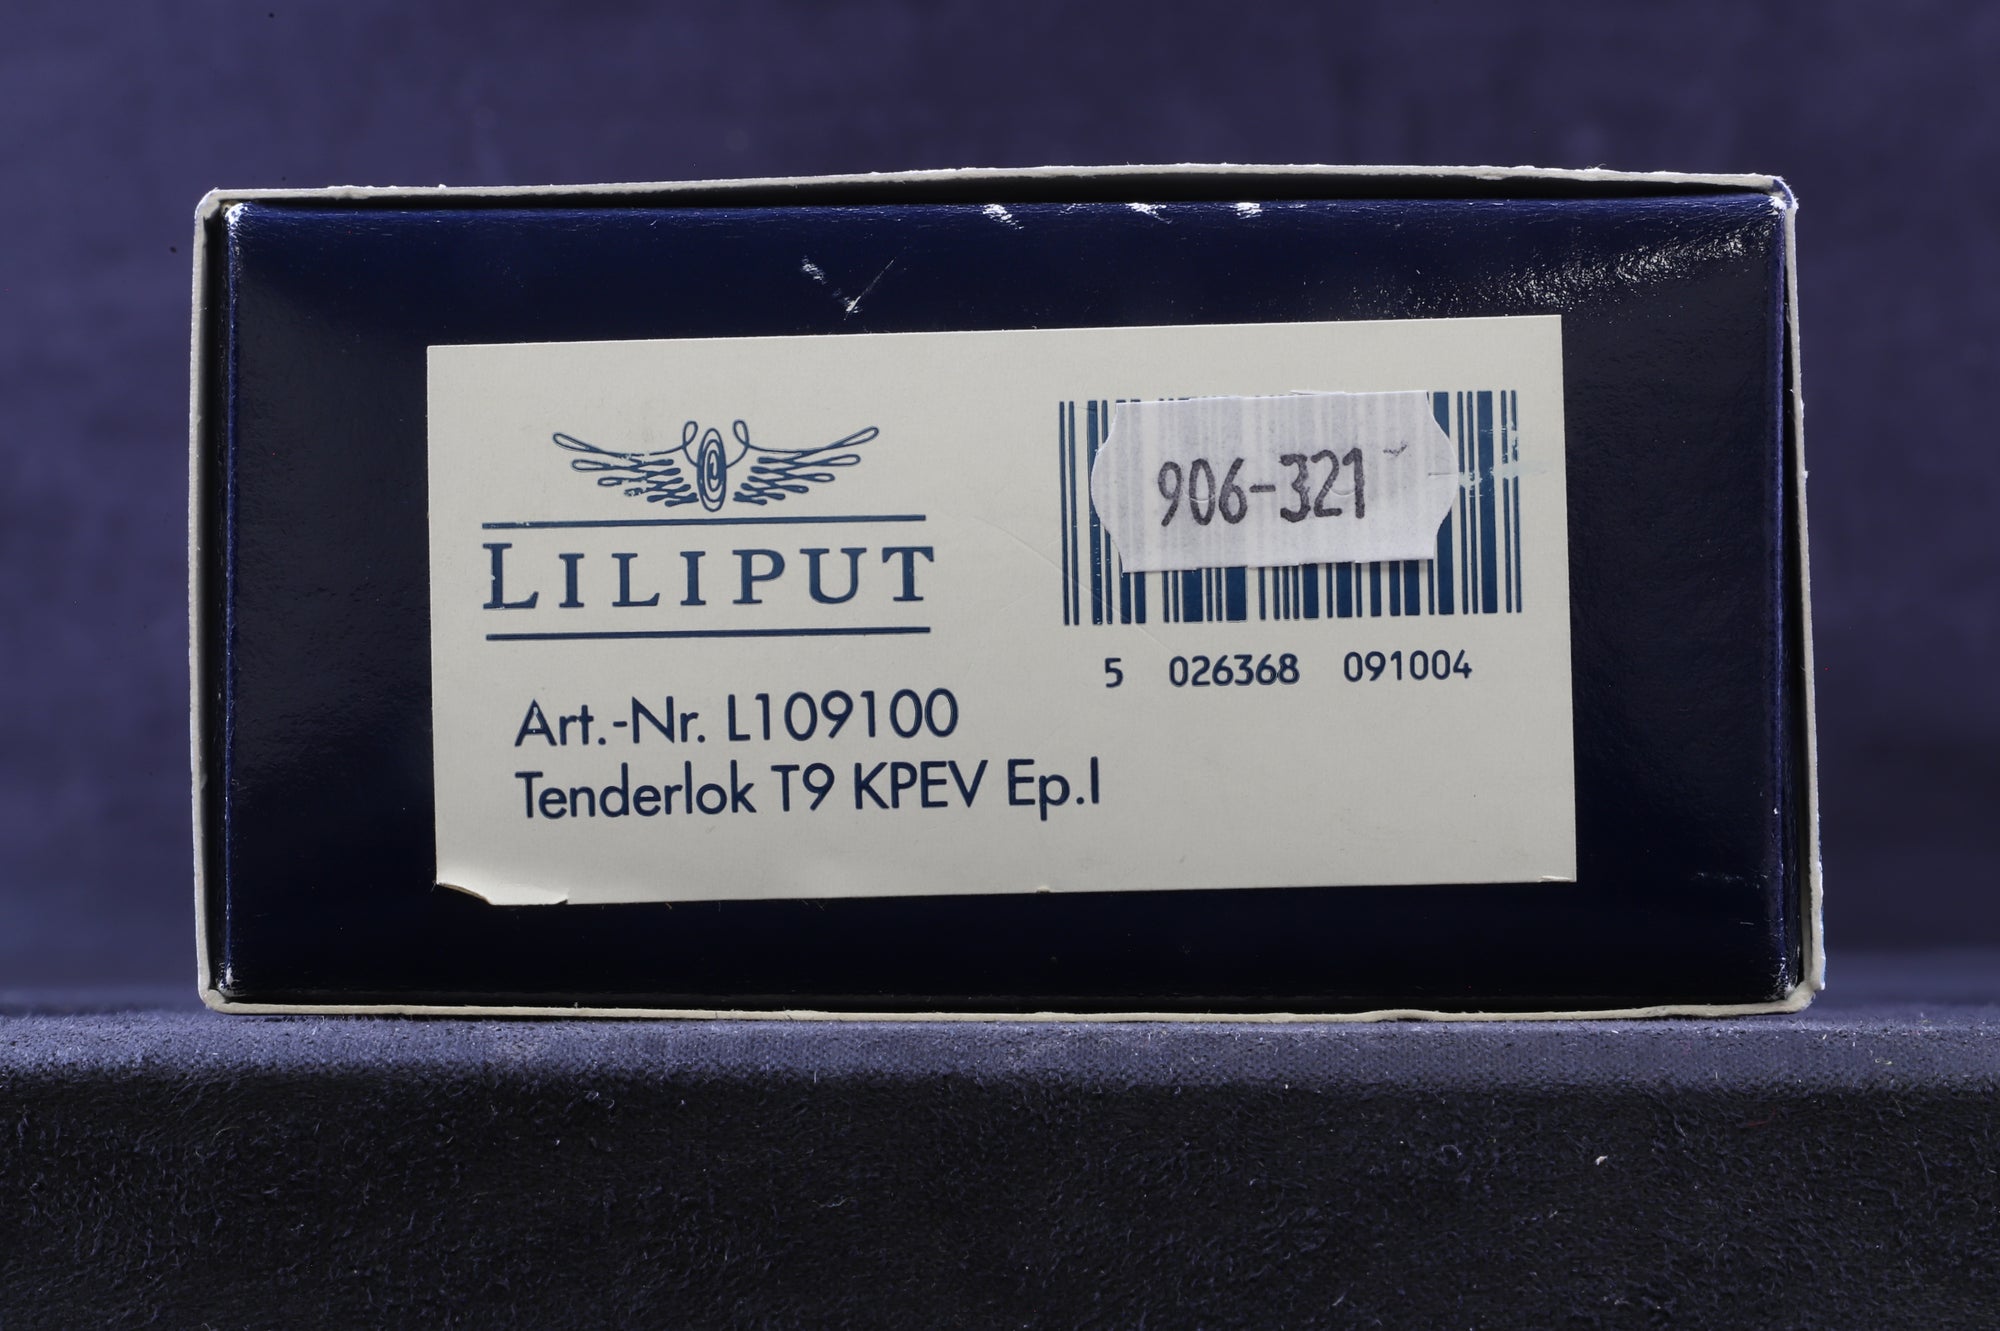 LILIPUT
Art.-Nr. L109100
Tenderlok T9 KPEV Ep.I
906-321
5 026368 091004